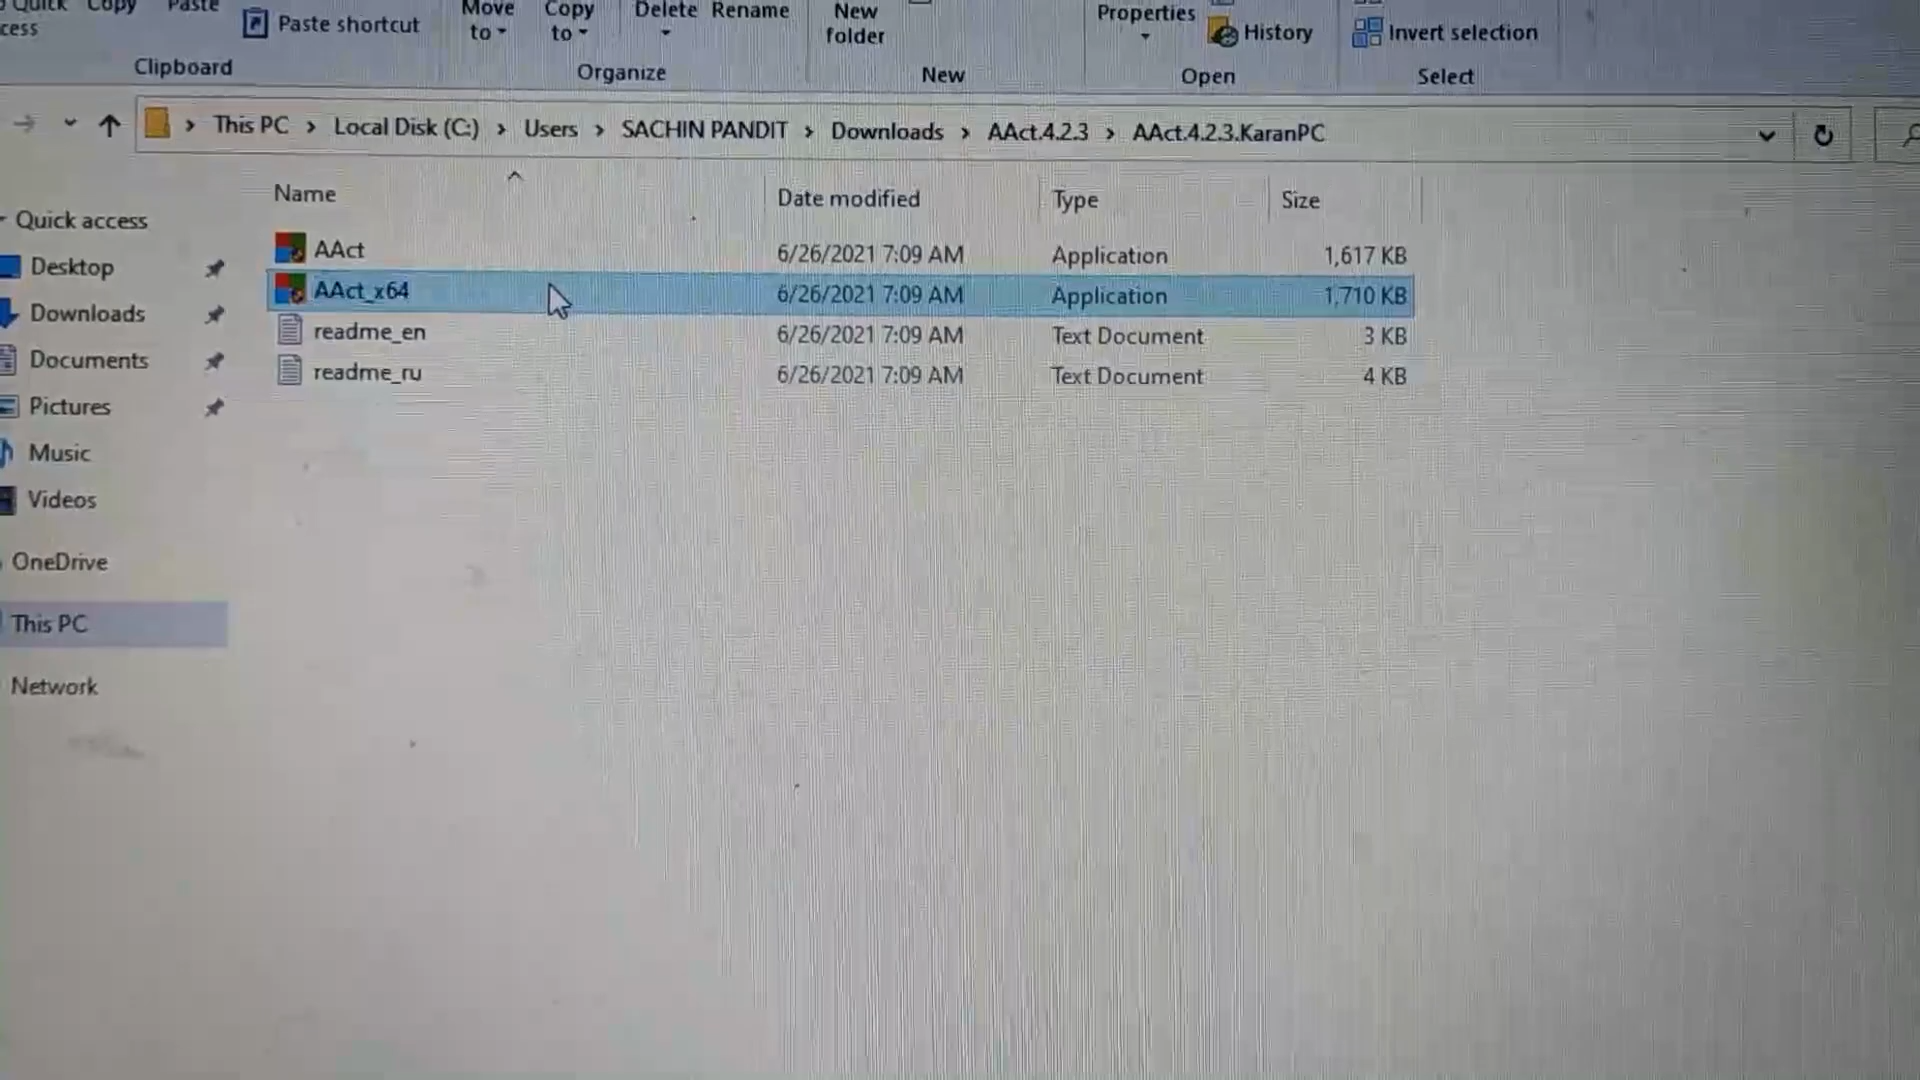 Quick Copy Paste Move Copy Delete Rename New Properties
cess Paste shortcut to to folder History Invert selection
Clipboard Organize New Open Select
› This PC › Local Disk (C:) › Users › SACHIN PANDIT › Downloads › AAct.4.2.3 › AAct.4.2.3.KaranPC
Name Date modified Type Size
Quick access
Desktop
Downloads
Documents
Pictures
Music
Videos
OneDrive
This PC
Network
AAct 6/26/2021 7:09 AM Application 1,617 KB
AAct_x64 6/26/2021 7:09 AM Application 1,710 KB
readme_en 6/26/2021 7:09 AM Text Document 3 KB
readme_ru 6/26/2021 7:09 AM Text Document 4 KB